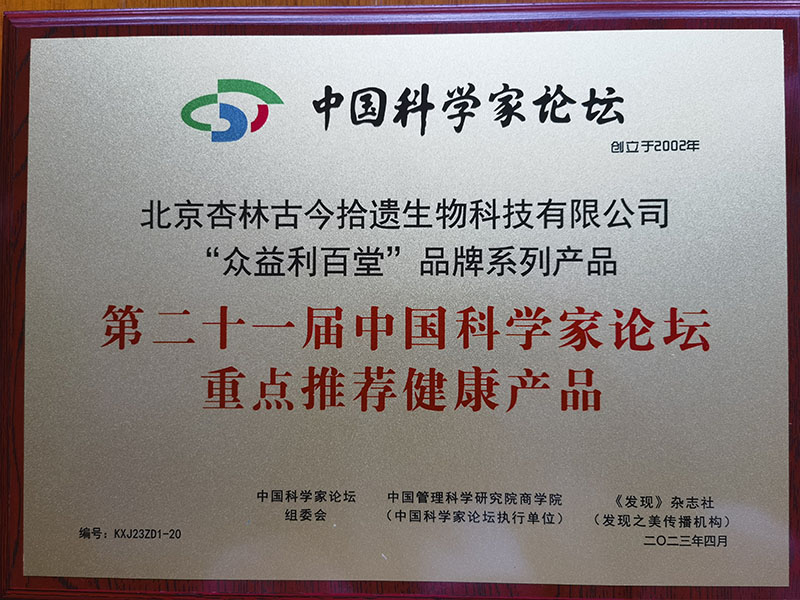 中国科学家论坛
创立于2002年
北京杏林古今拾遗生物科技有限公司
“众益利百堂”品牌系列产品
第二十一届中国科学家论坛
重点推荐健康产品
中国科学家论坛
组委会
中国管理科学研究院商学院
（中国科学家论坛执行单位）
《发现》杂志社
（发现之美传播机构）
编号：KXJ23ZD1-20
二〇二三年四月